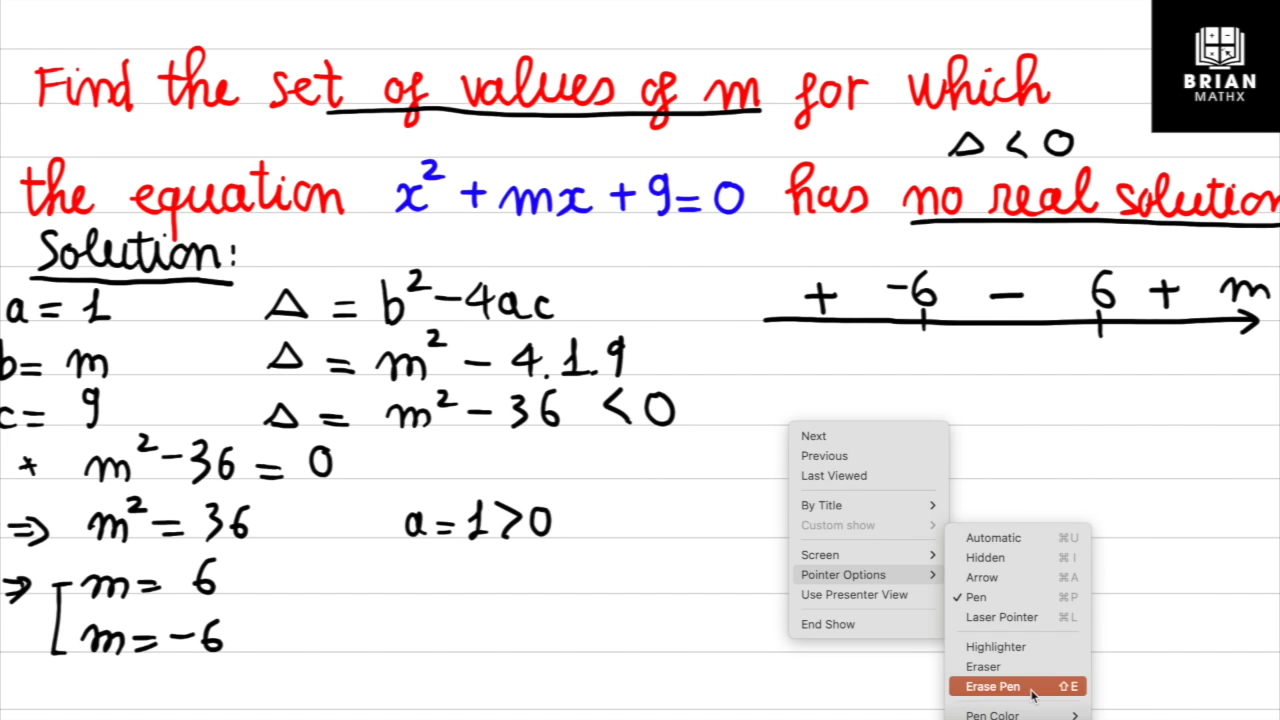 BRIAN
MATHX
Find the set of values of m for which
Δ < 0
the equation x² + mx + 9 = 0 has no real solution
Solution:
a = 1
Δ = b² - 4ac
+ -6 - 6 + m
b = m
Δ = m² - 4.1.9
c = 9
Δ = m² - 36 < 0
* m² - 36 = 0
⇒ m² = 36
a = 1 > 0
⇒ [ m = 6
m = -6
Next
Previous
Last Viewed
By Title >
Custom show >
Screen >
Pointer Options >
Use Presenter View
End Show
Automatic ⌘U
Hidden ⌘I
Arrow ⌘A
✓ Pen ⌘P
Laser Pointer ⌘L
Highlighter
Eraser
Erase Pen ⇧E
Pen Color >